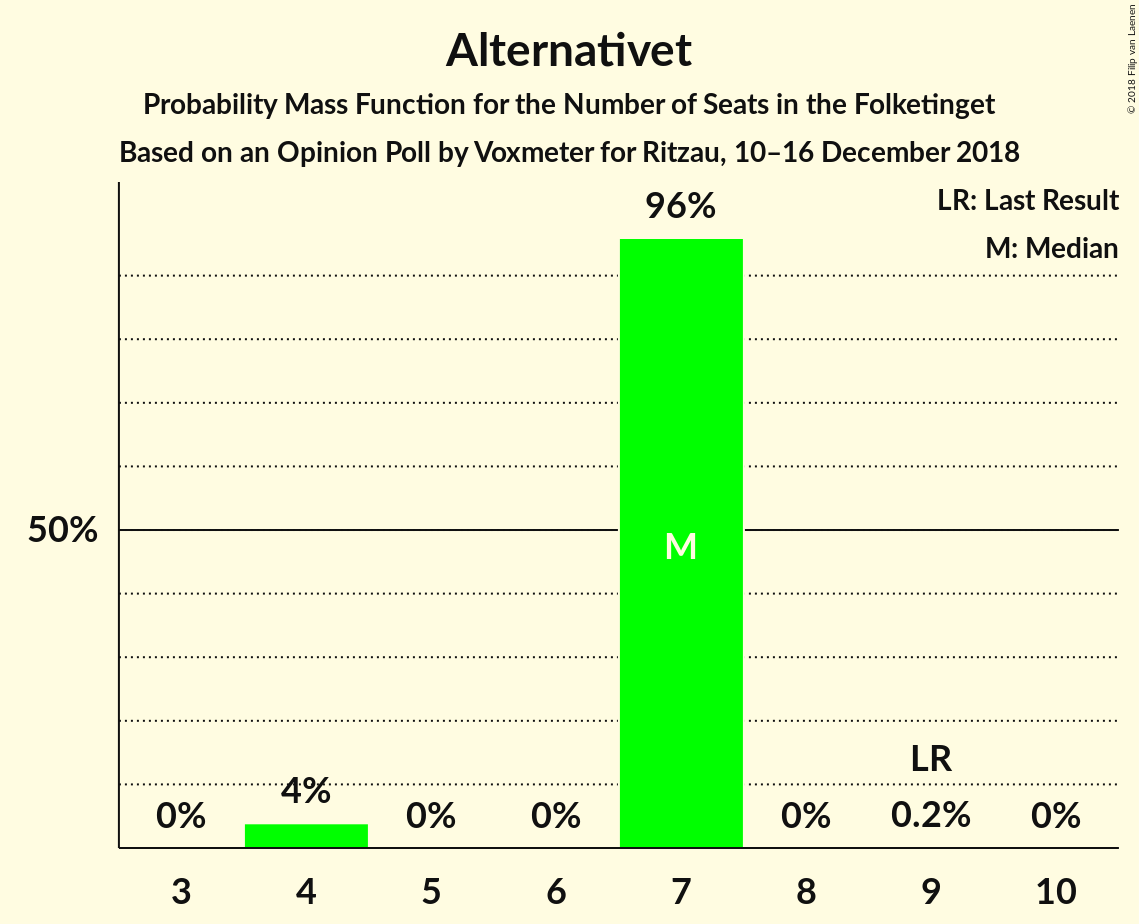 Alternativet
Probability Mass Function for the Number of Seats in the Folketinget
Based on an Opinion Poll by Voxmeter for Ritzau, 10–16 December 2018
© 2018 Filip van Laenen
LR: Last Result
M: Median
96%
50%
M
LR
0% 4% 0% 0% 0% 0.2% 0%
3 4 5 6 7 8 9 10